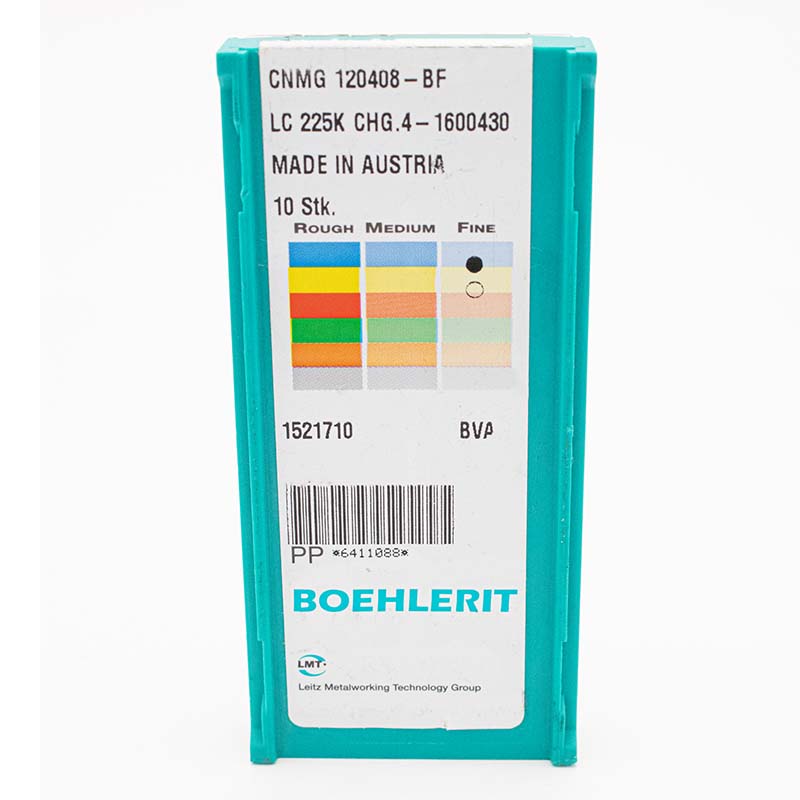 CNMG 120408-BF
LC 225K CHG.4-1600430
MADE IN AUSTRIA
10 Stk.
ROUGH MEDIUM FINE
1521710 BVA
PP *6411088*
BOEHLERIT
LMT
Leitz Metalworking Technology Group